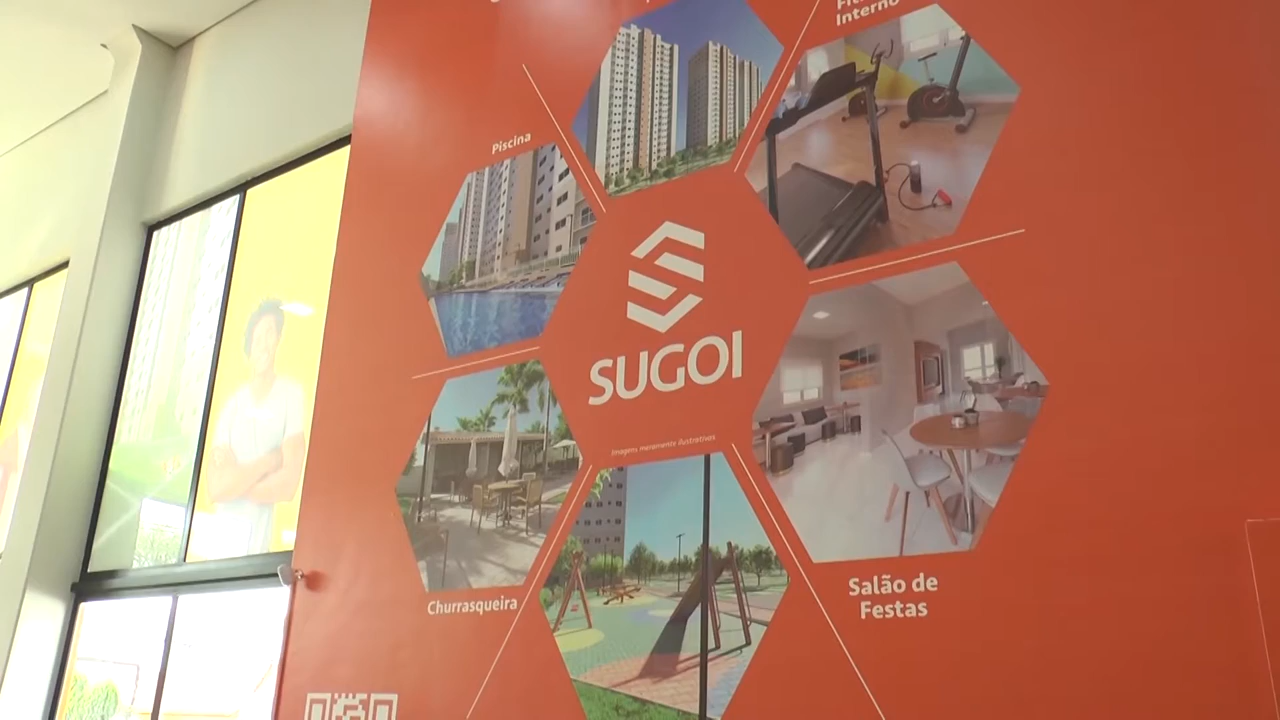 Interno
Piscina
SUGOI
Imagens meramente ilustrativas
Churrasqueira
Salão de
Festas